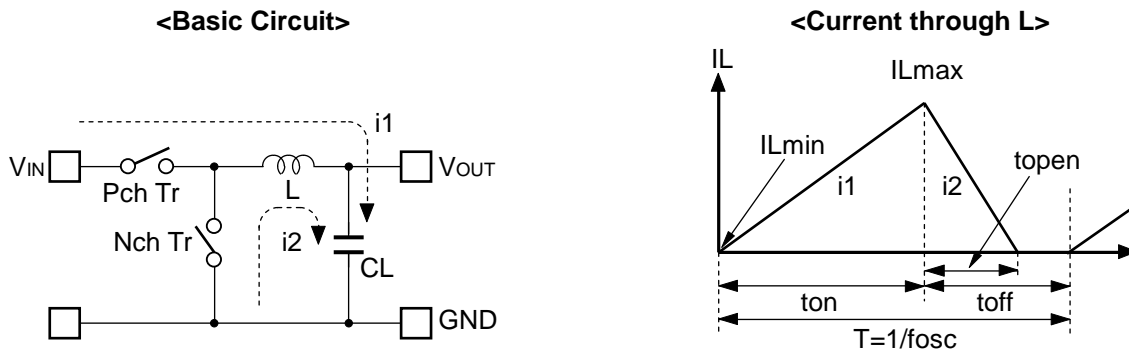 <Basic Circuit>
i1
VIN
Pch Tr
L
VOUT
Nch Tr
i2
CL
GND
<Current through L>
IL
ILmax
ILmin
topen
i1
i2
ton
toff
T=1/fosc